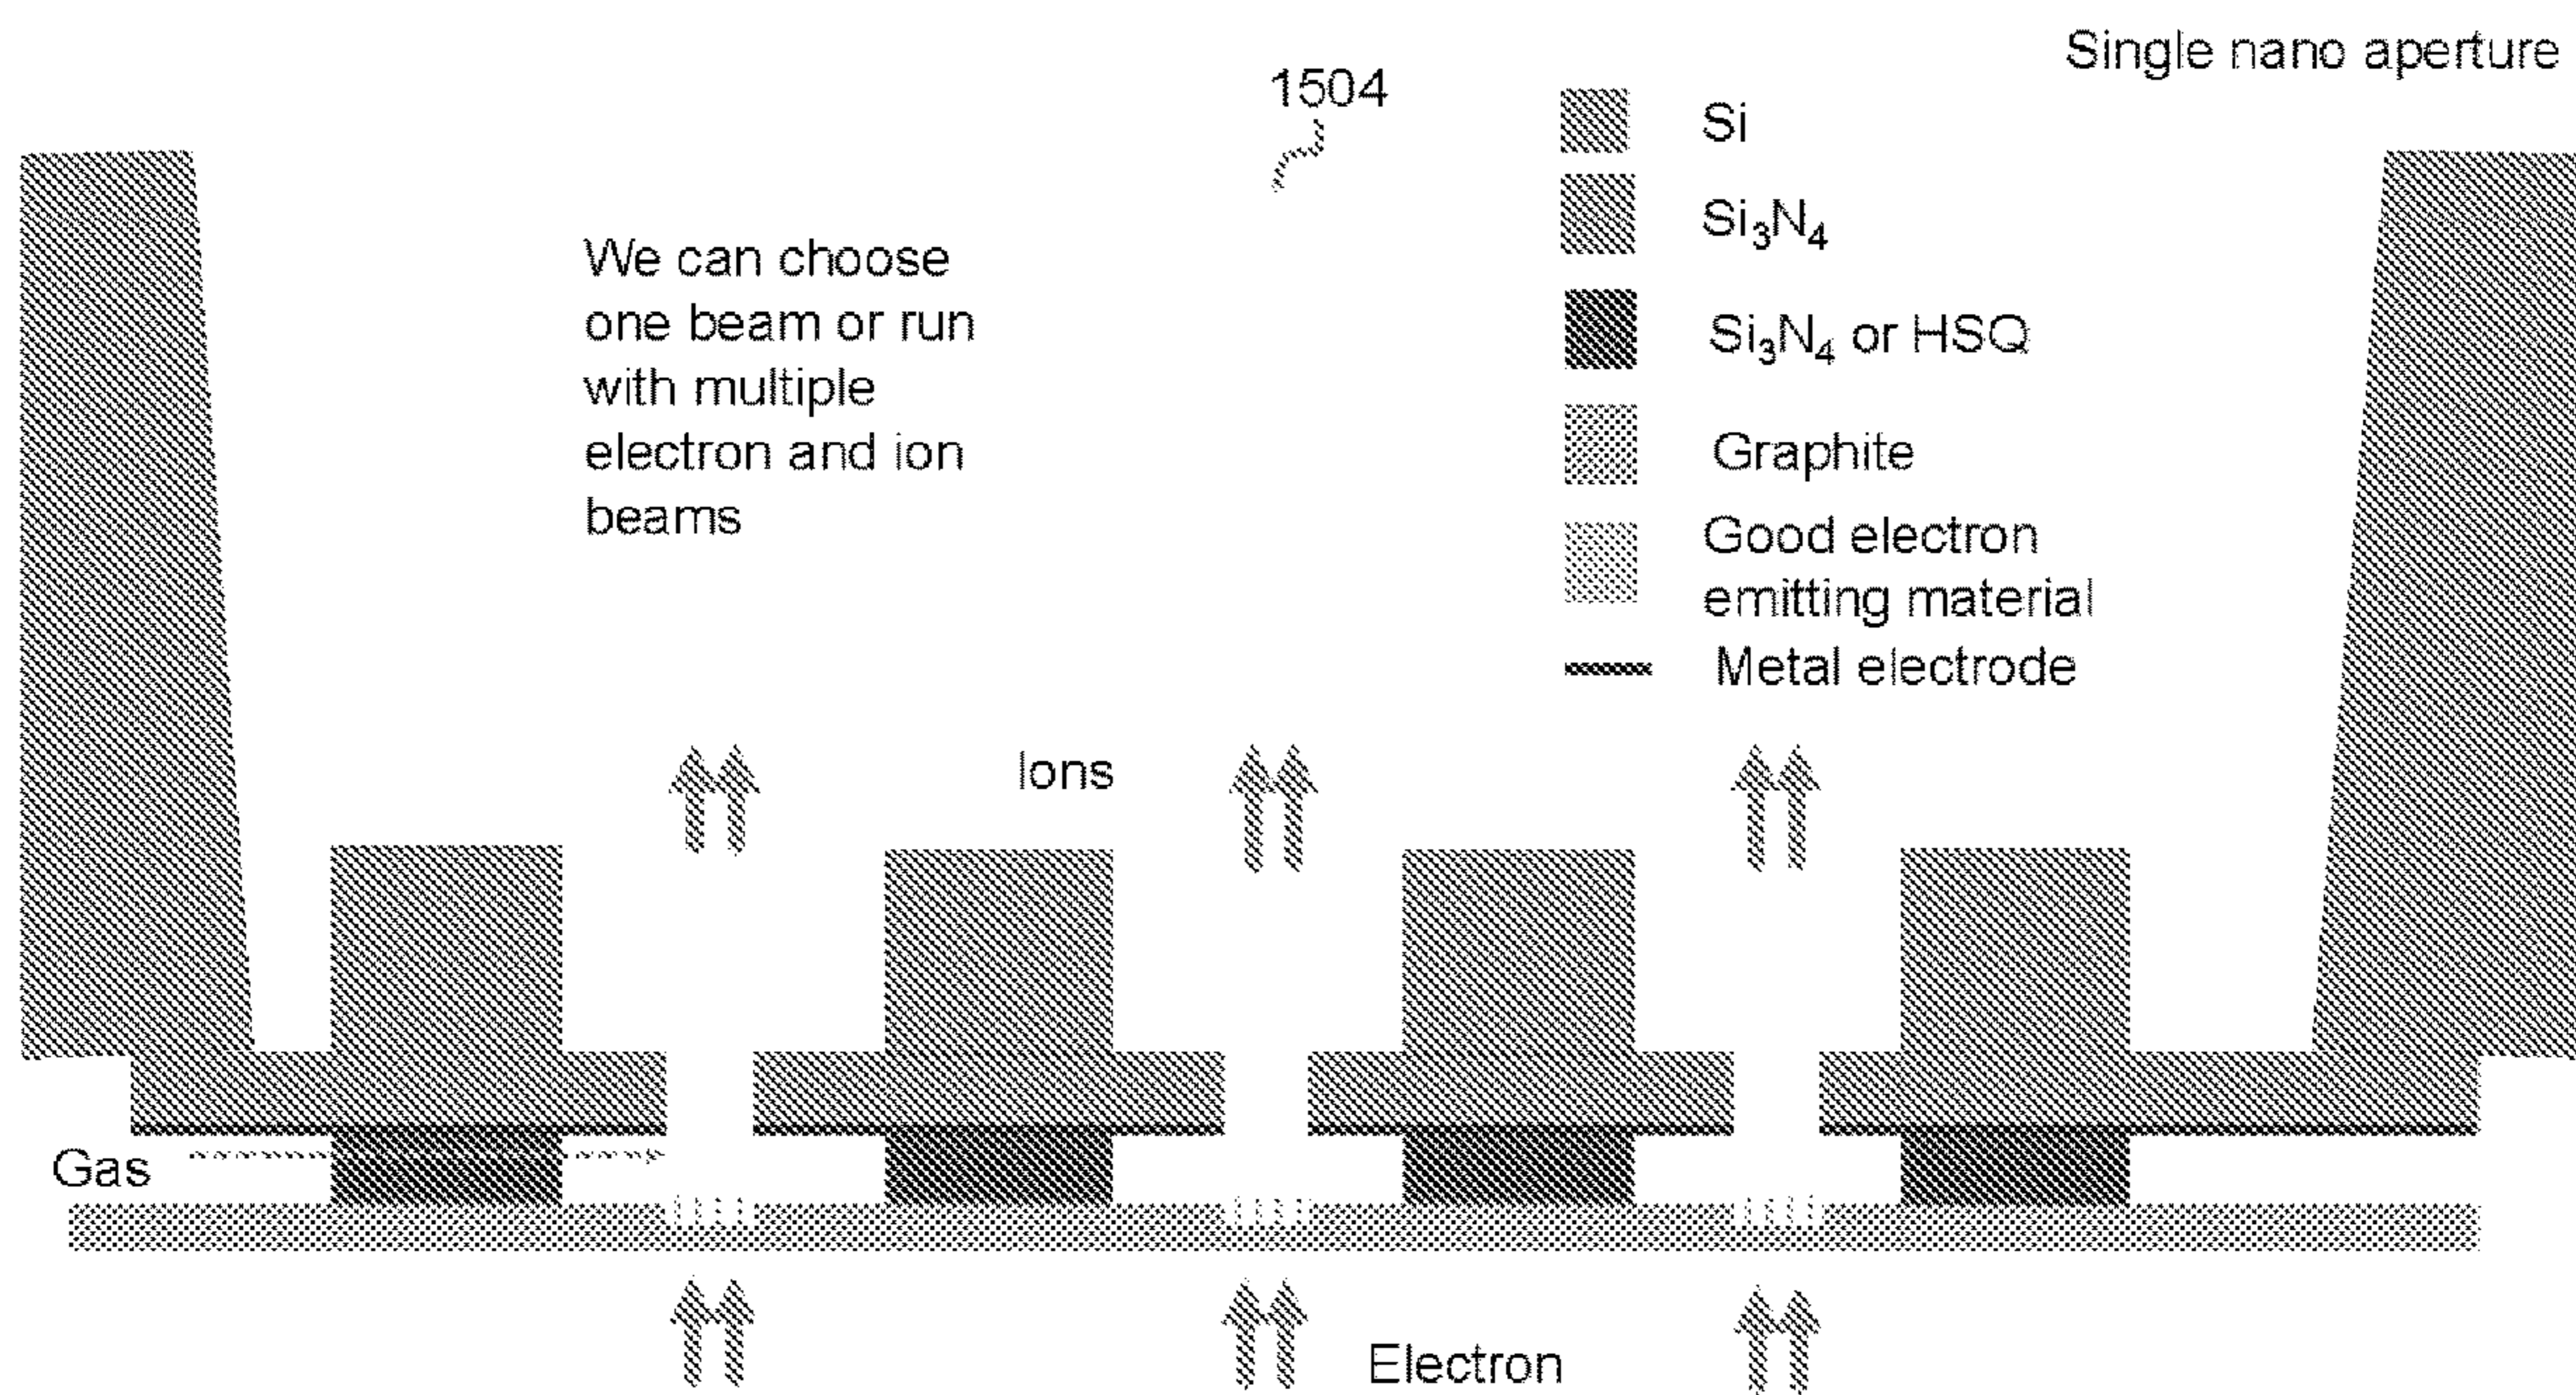 Single nano aperture
1504
We can choose
one beam or run
with multiple
electron and ion
beams
Si
Si₃N₄
Si₃N₄ or HSQ
Graphite
Good electron
emitting material
Metal electrode
Ions
Gas
Electron